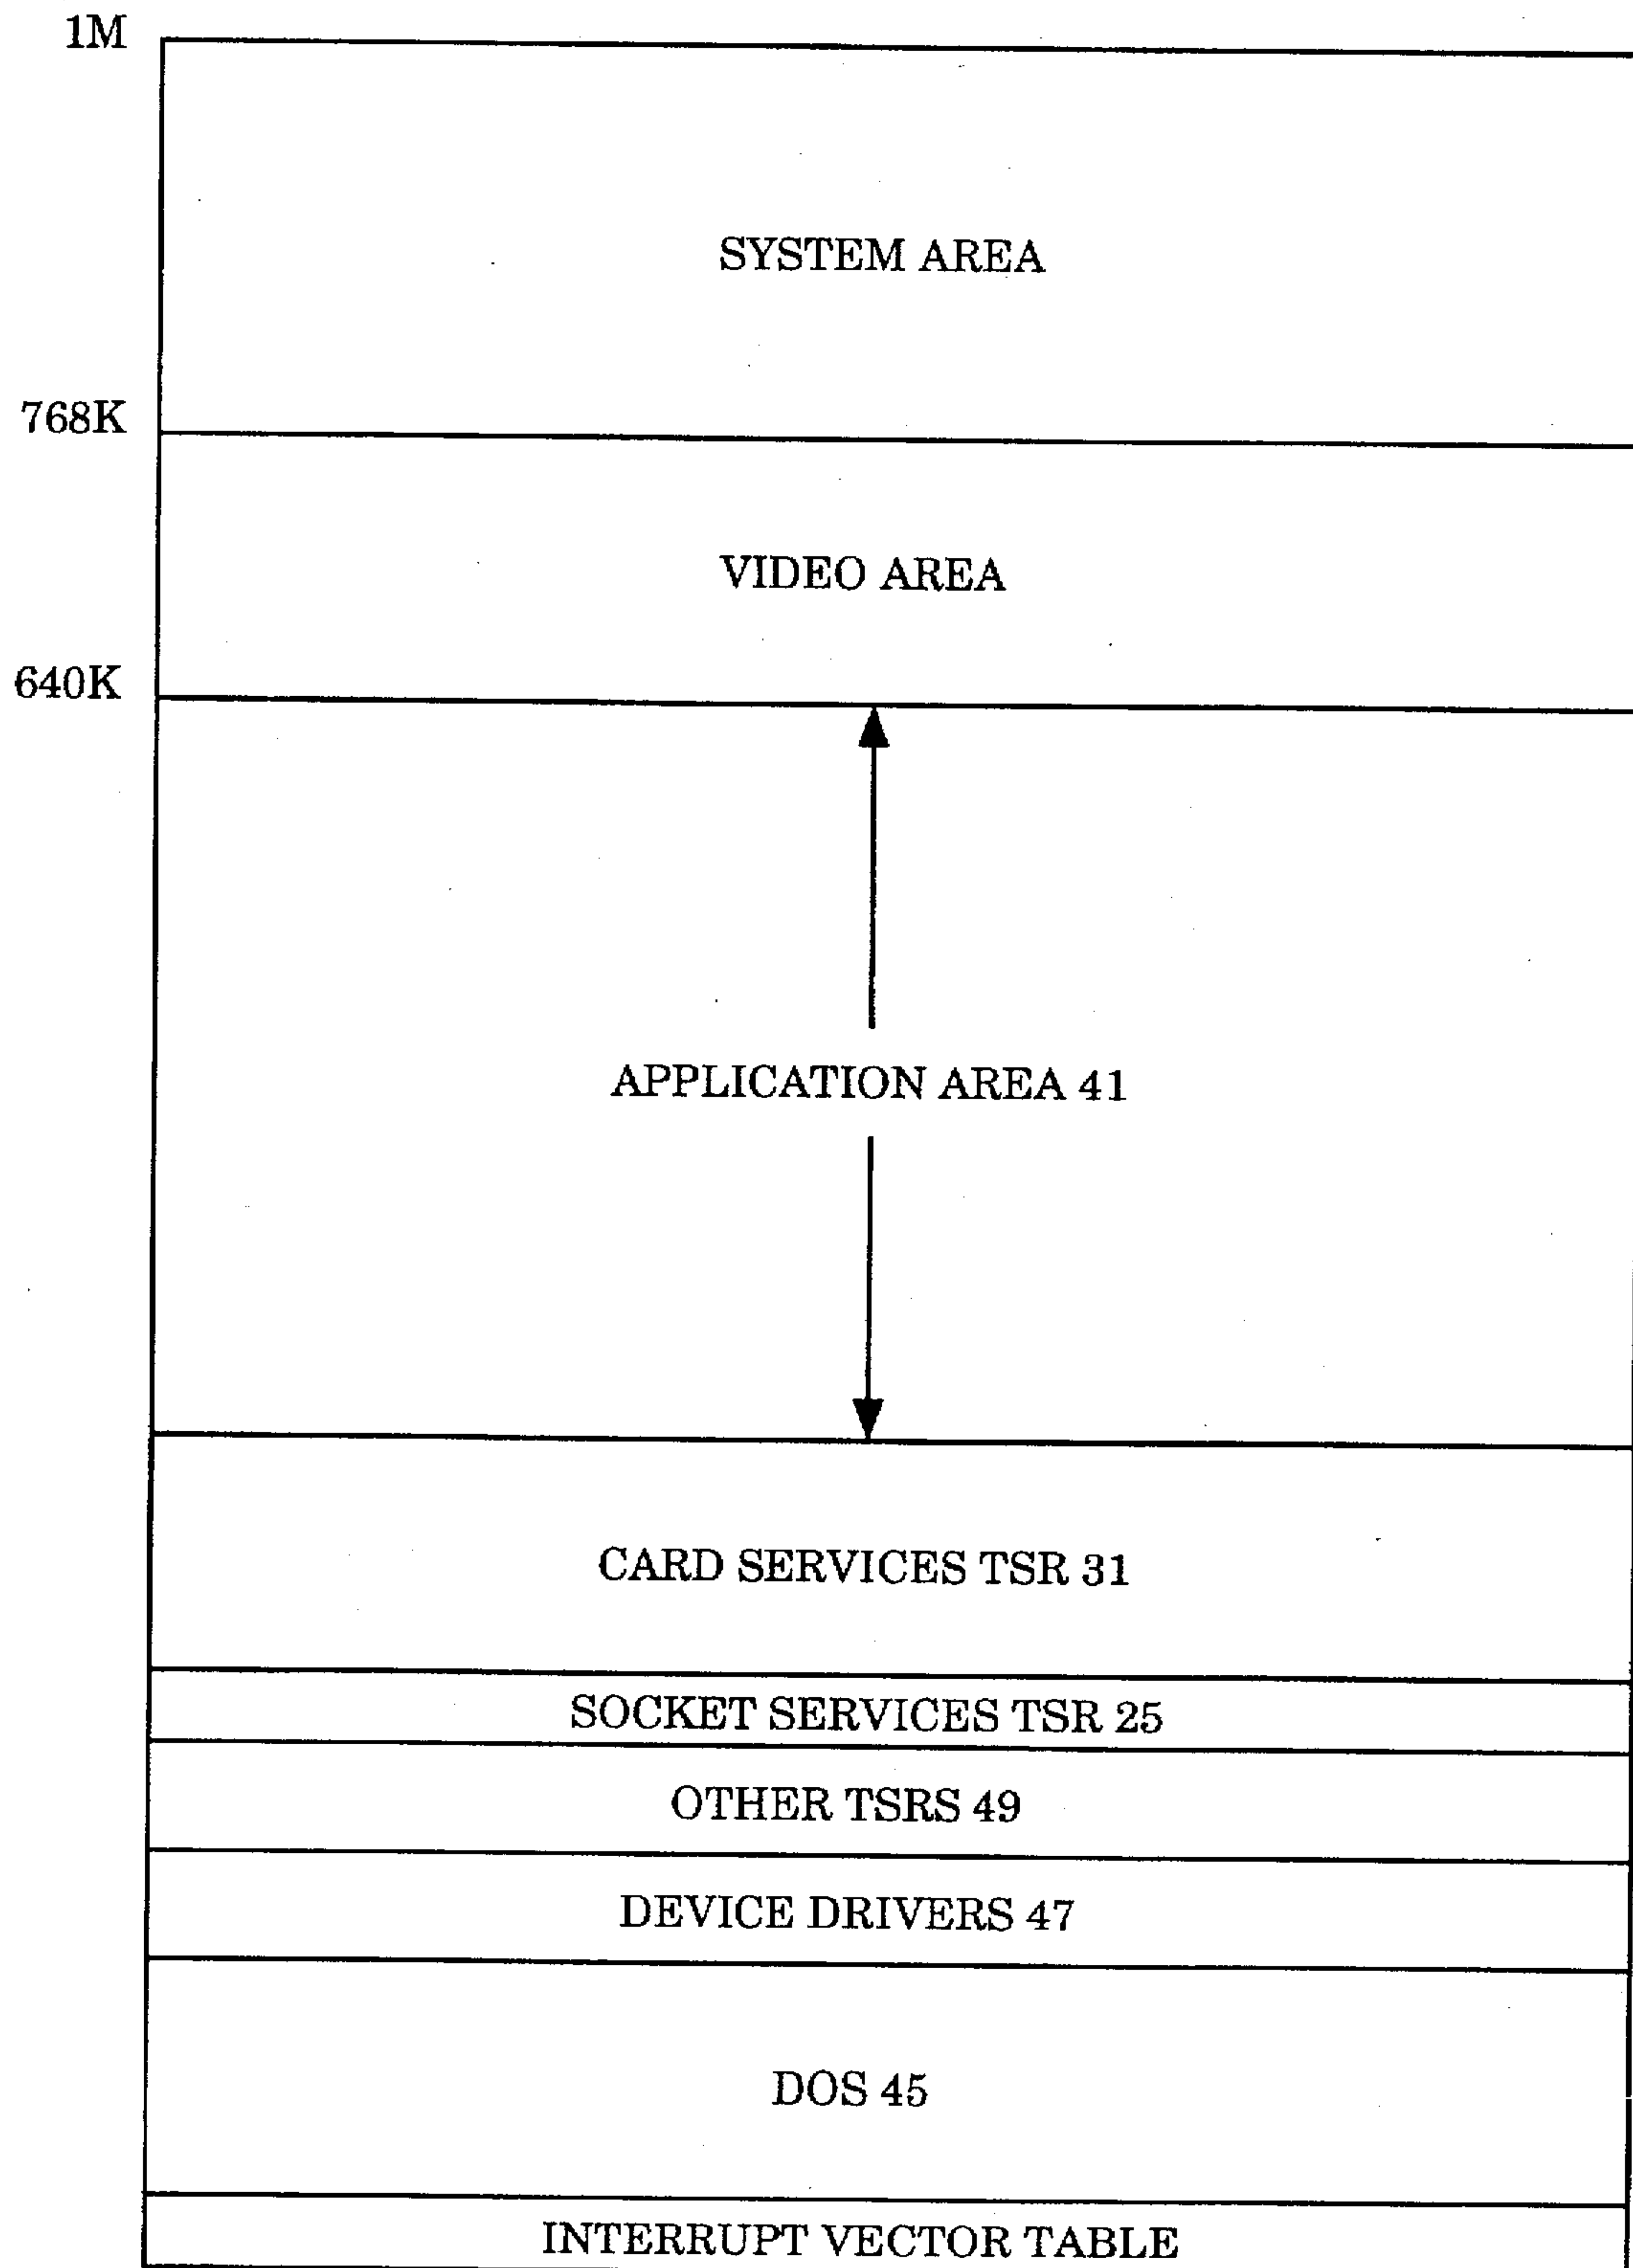 1M
SYSTEM AREA
768K
VIDEO AREA
640K
APPLICATION AREA 41
CARD SERVICES TSR 31
SOCKET SERVICES TSR 25
OTHER TSRS 49
DEVICE DRIVERS 47
DOS 45
INTERRUPT VECTOR TABLE